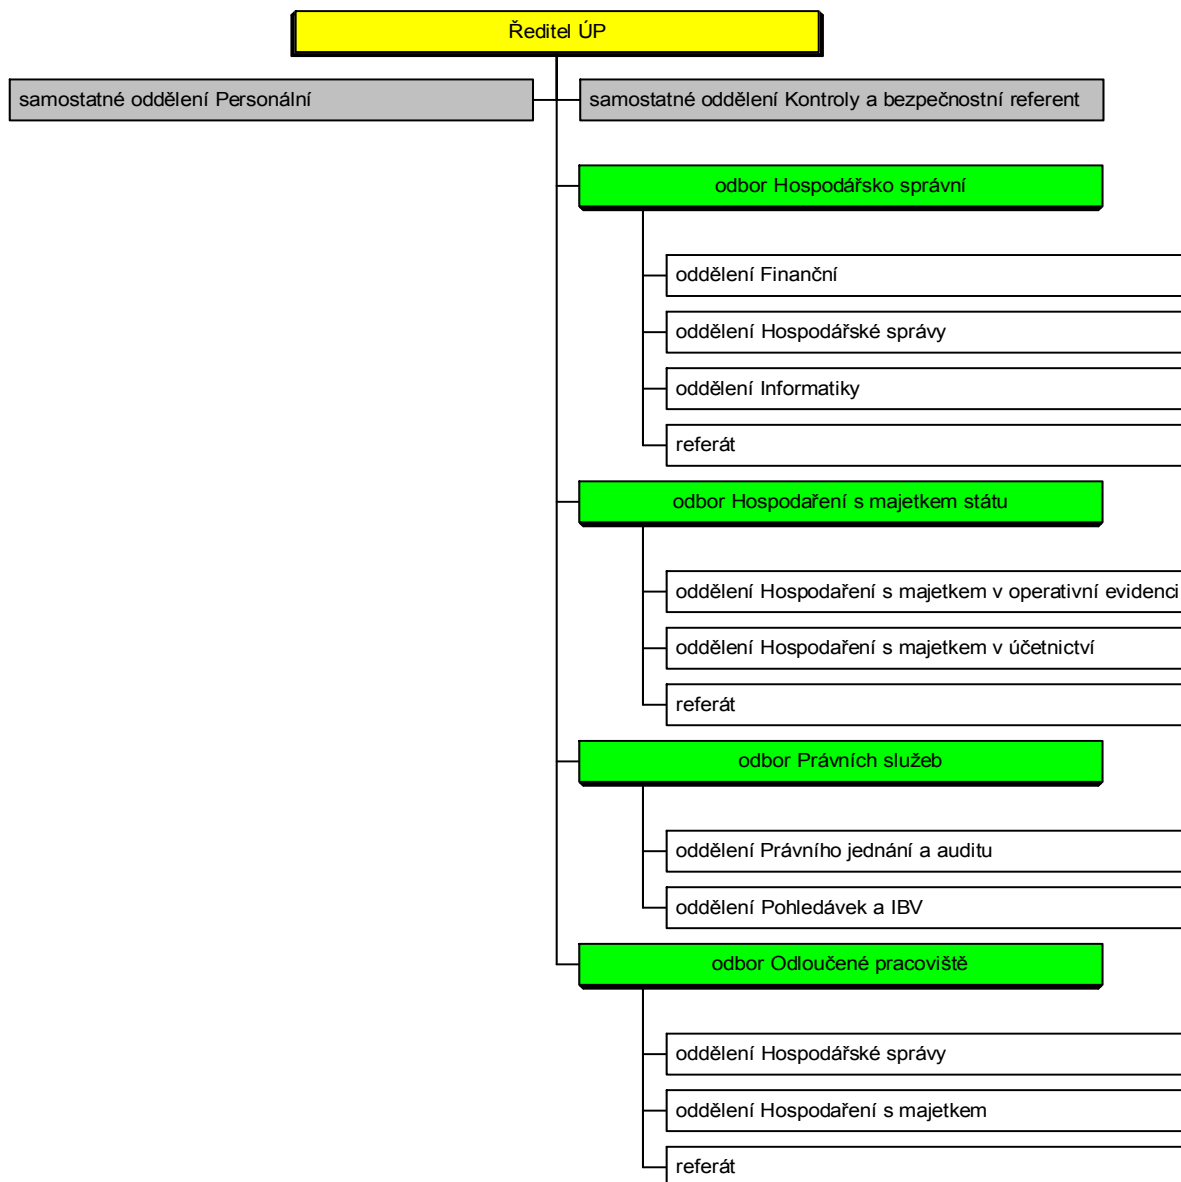 Ředitel ÚP
samostatné oddělení Personální
samostatné oddělení Kontroly a bezpečnostní referent
odbor Hospodářsko správní
oddělení Finanční
oddělení Hospodářské správy
oddělení Informatiky
referát
odbor Hospodaření s majetkem státu
oddělení Hospodaření s majetkem v operativní evidenci
oddělení Hospodaření s majetkem v účetnictví
referát
odbor Právních služeb
oddělení Právního jednání a auditu
oddělení Pohledávek a IBV
odbor Odloučené pracoviště
oddělení Hospodářské správy
oddělení Hospodaření s majetkem
referát